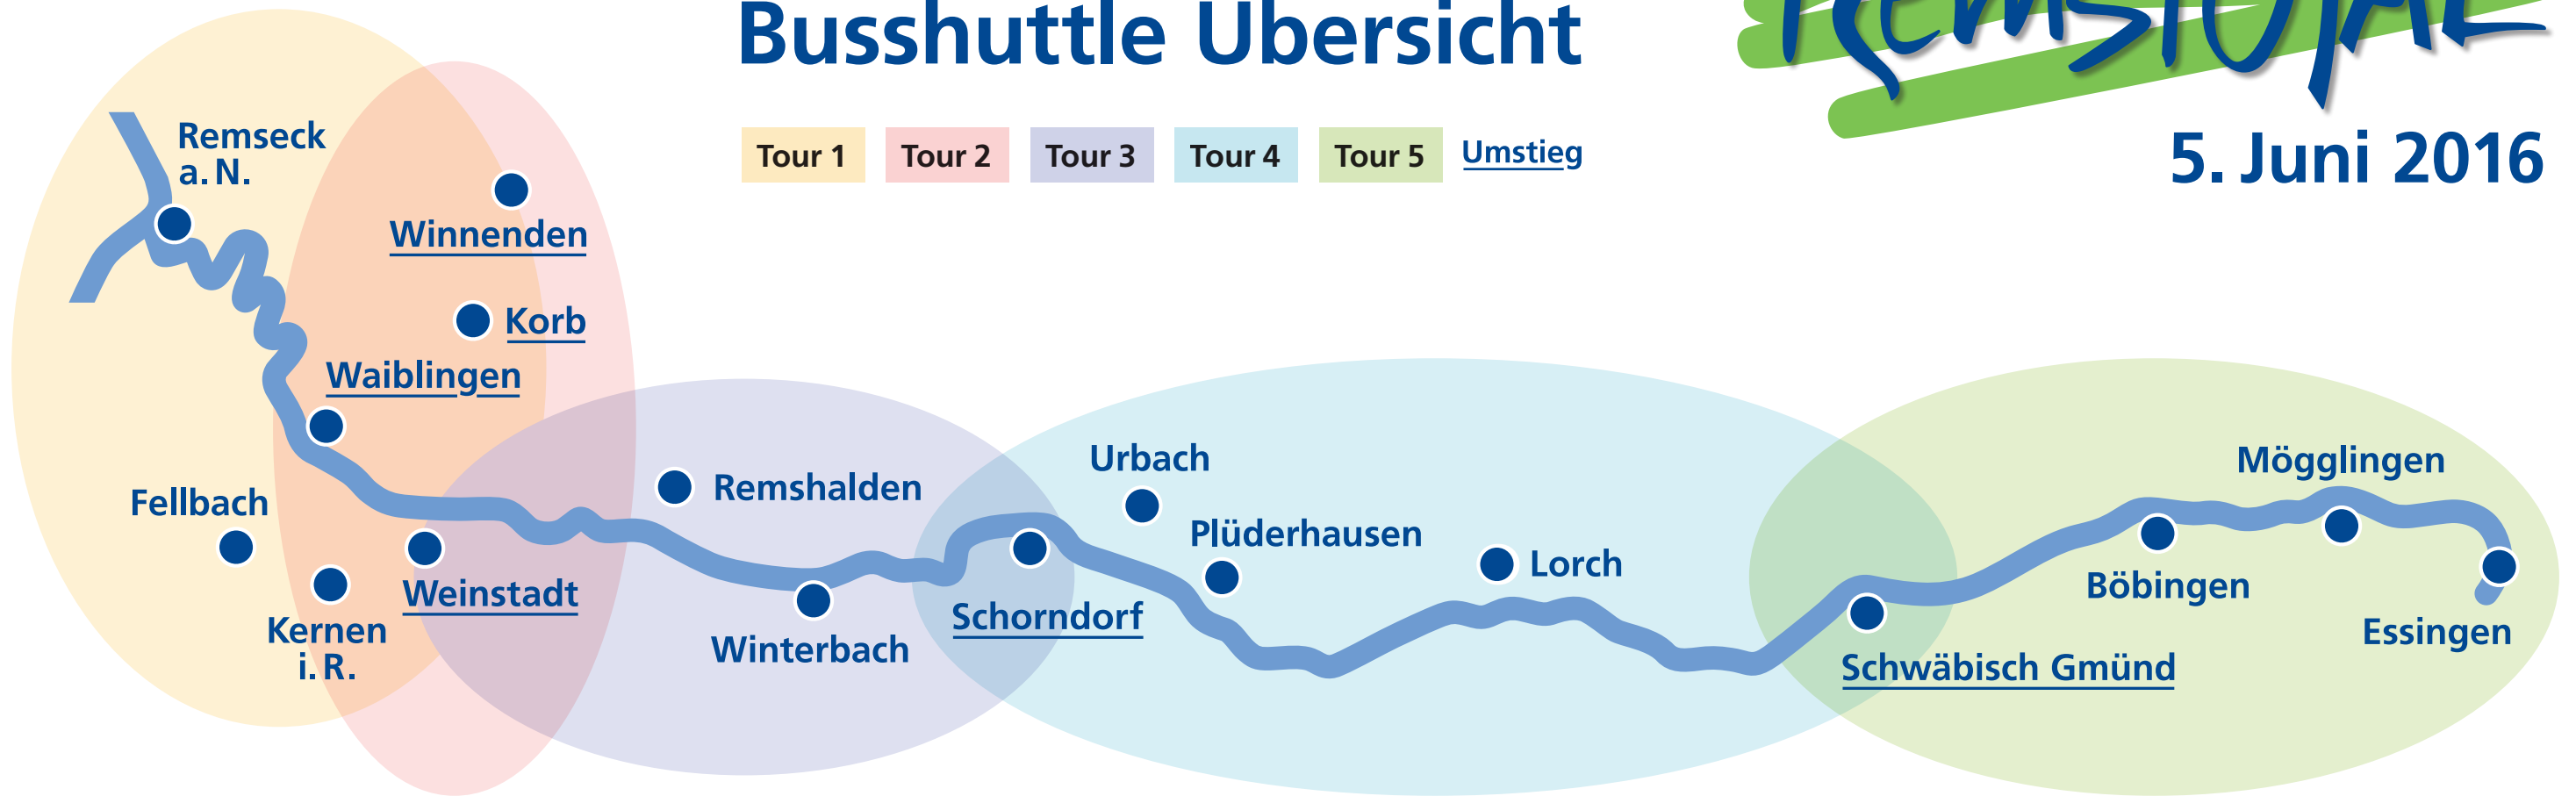 Busshuttle Übersicht
REMSTOTAL
5. Juni 2016
Tour 1 Tour 2 Tour 3 Tour 4 Tour 5 Umstieg
Remseck
a. N.
Winnenden
Korb
Waiblingen
Fellbach
Kernen
i. R.
Weinstadt
Remshalden
Winterbach
Schorndorf
Urbach
Plüderhausen
Lorch
Schwäbisch Gmünd
Böbingen
Mögglingen
Essingen